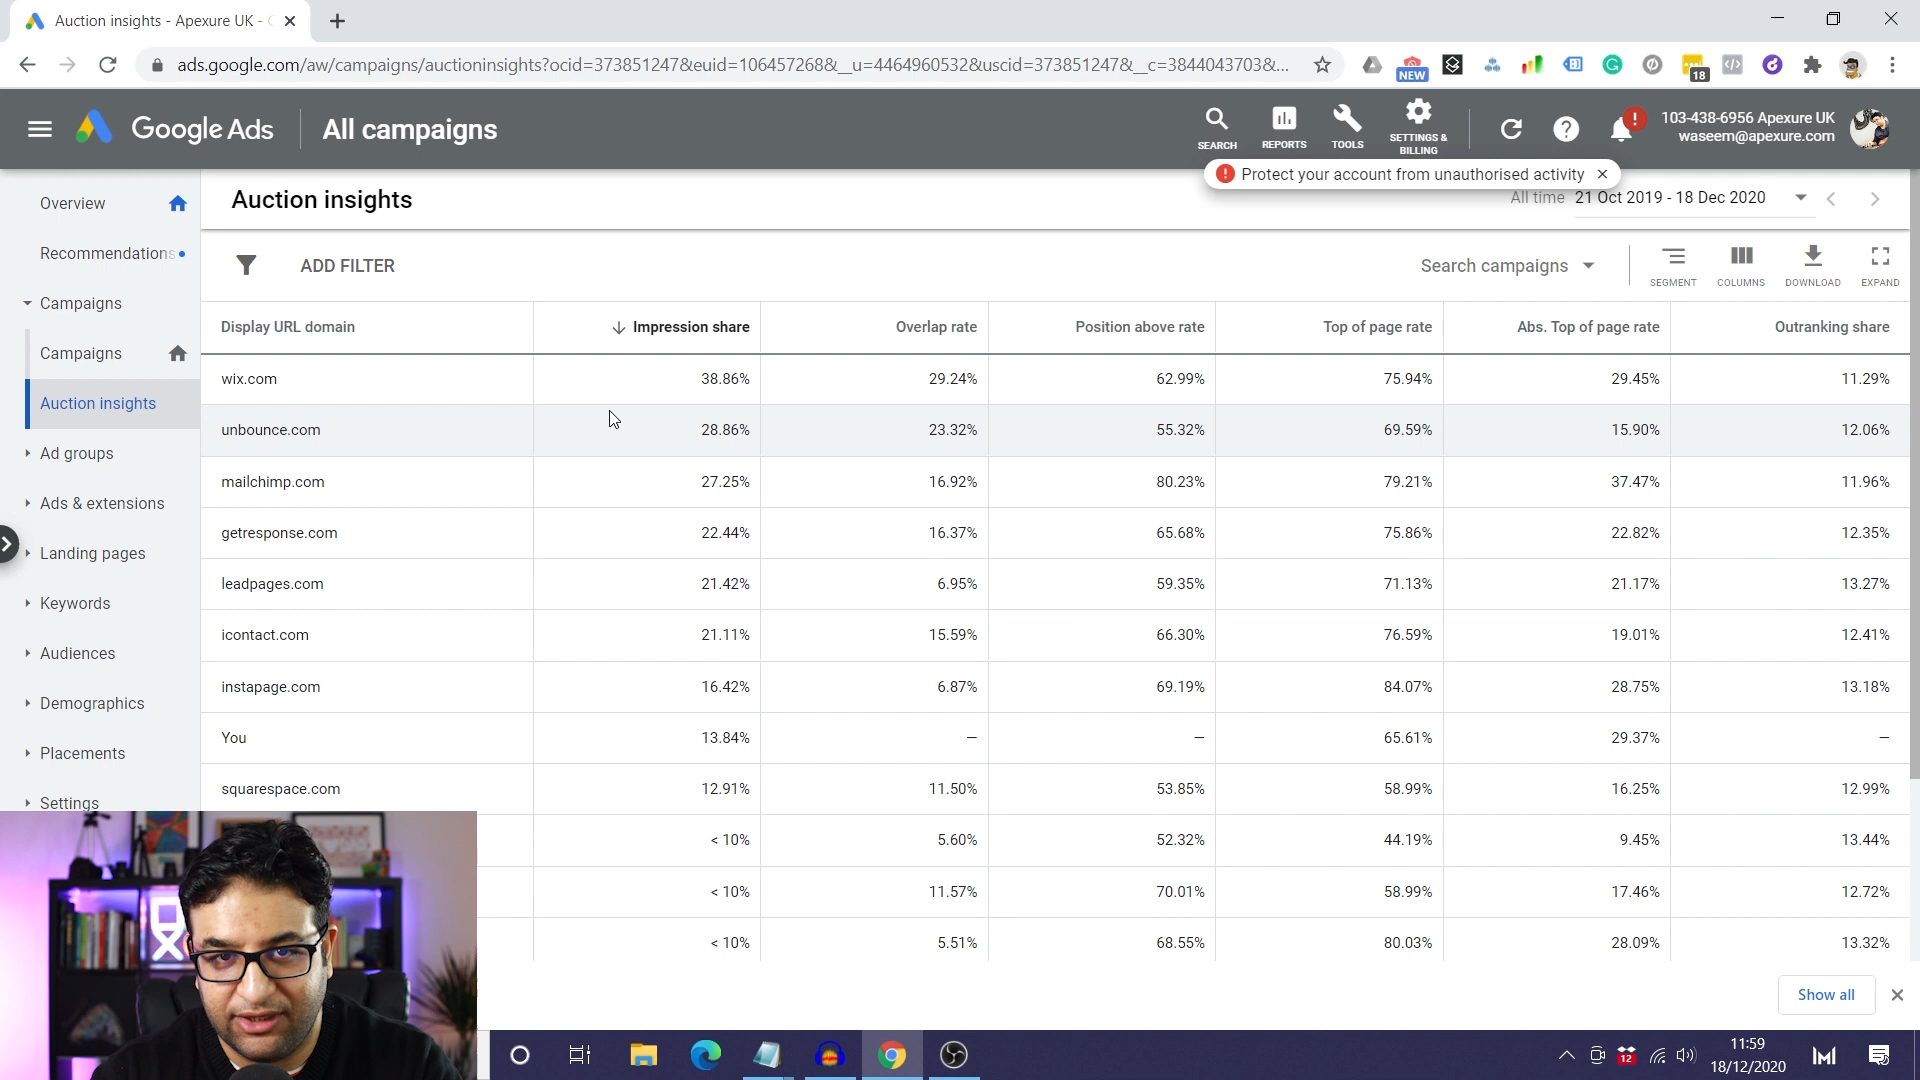 Auction insights - Apexure UK -
ads.google.com/aw/campaigns/auctioninsights?ocid=373851247&euid=106457268&__u=4464960532&uscid=373851247&__c=3844043703&...
NEW
18
Google Ads
All campaigns
SEARCH
REPORTS
TOOLS
SETTINGS &
BILLING
!
103-438-6956 Apexure UK
waseem@apexure.com
! Protect your account from unauthorised activity
Auction insights
All time 21 Oct 2019 - 18 Dec 2020
ADD FILTER
Search campaigns
SEGMENT
COLUMNS
DOWNLOAD
EXPAND
Overview
Recommendations
Campaigns
Campaigns
Auction insights
Ad groups
Ads & extensions
Landing pages
Keywords
Audiences
Demographics
Placements
Settings
Display URL domain Impression share Overlap rate Position above rate Top of page rate Abs. Top of page rate Outranking share
wix.com 38.86% 29.24% 62.99% 75.94% 29.45% 11.29%
unbounce.com 28.86% 23.32% 55.32% 69.59% 15.90% 12.06%
mailchimp.com 27.25% 16.92% 80.23% 79.21% 37.47% 11.96%
getresponse.com 22.44% 16.37% 65.68% 75.86% 22.82% 12.35%
leadpages.com 21.42% 6.95% 59.35% 71.13% 21.17% 13.27%
icontact.com 21.11% 15.59% 66.30% 76.59% 19.01% 12.41%
instapage.com 16.42% 6.87% 69.19% 84.07% 28.75% 13.18%
You 13.84% — — 65.61% 29.37% —
squarespace.com 12.91% 11.50% 53.85% 58.99% 16.25% 12.99%
< 10% 5.60% 52.32% 44.19% 9.45% 13.44%
< 10% 11.57% 70.01% 58.99% 17.46% 12.72%
< 10% 5.51% 68.55% 80.03% 28.09% 13.32%
Show all
12
11:59
18/12/2020